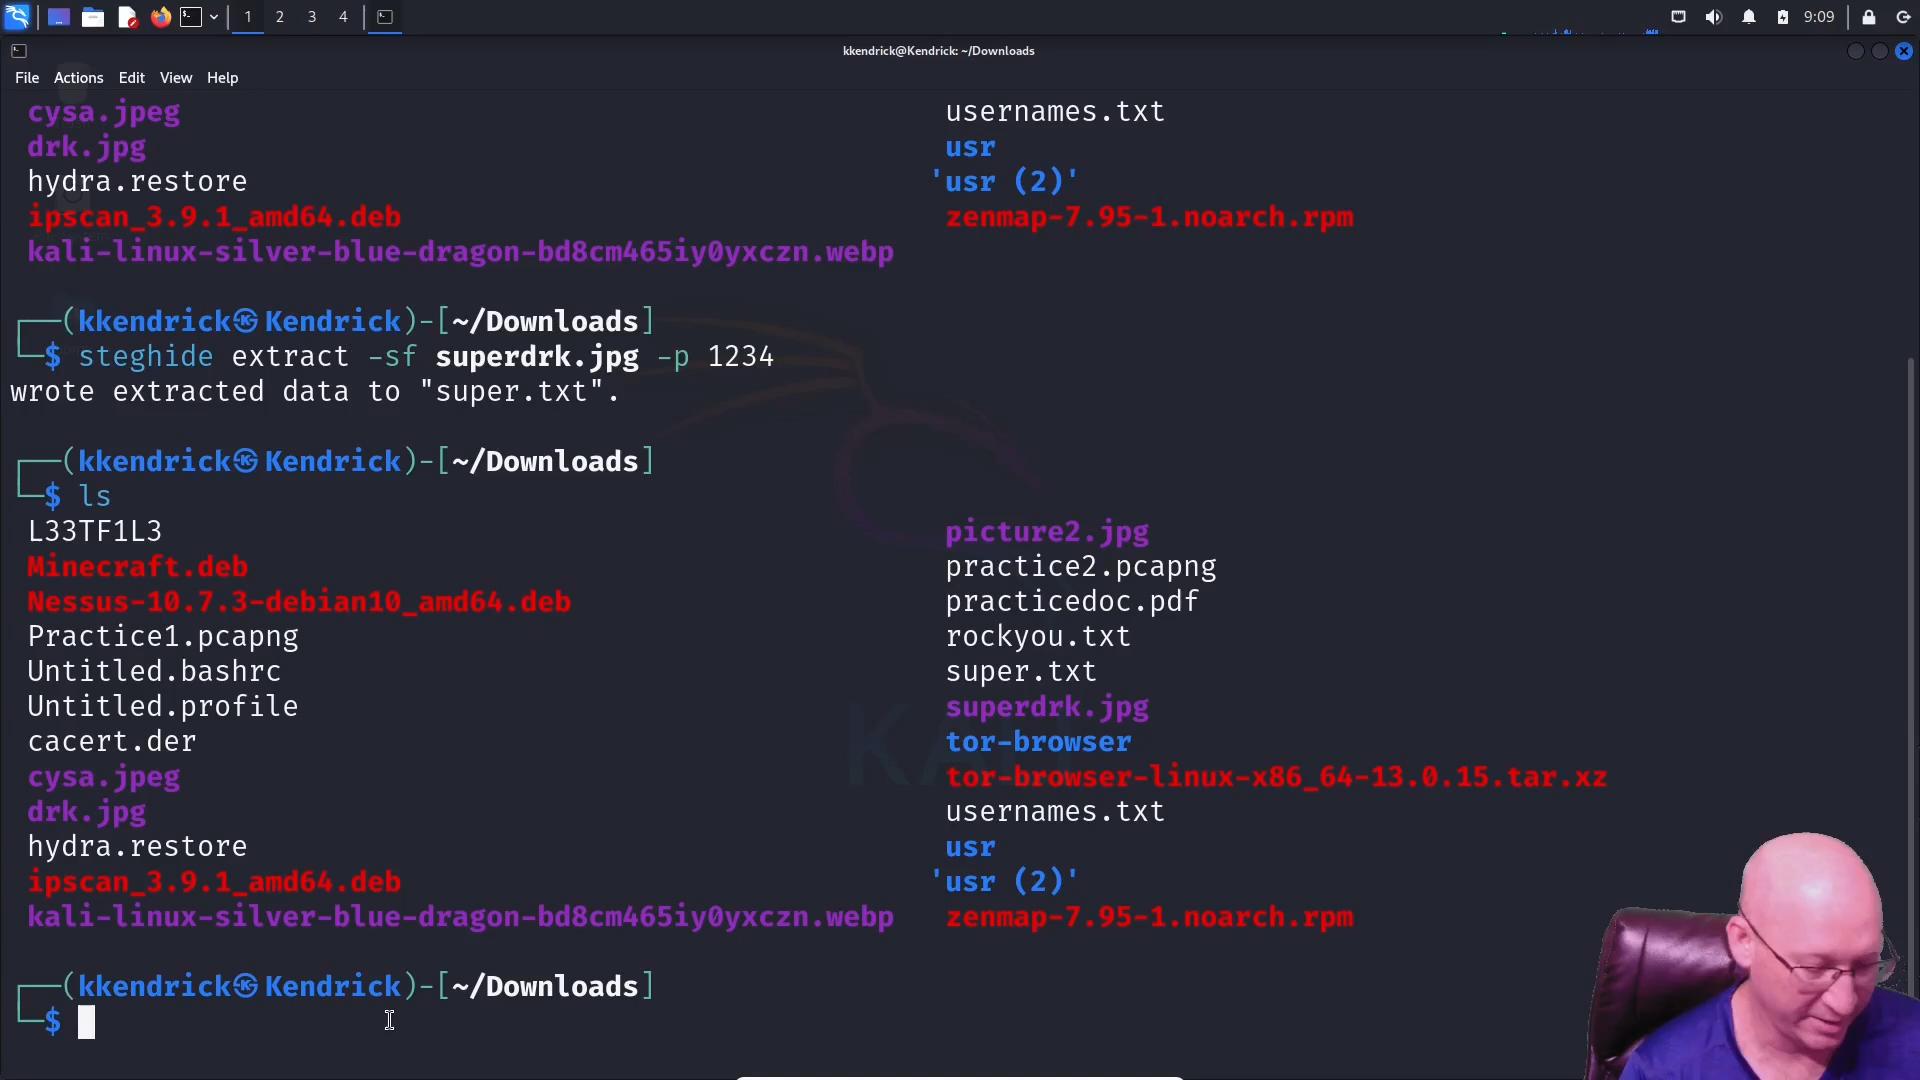 1 2 3 4 9:09
kkendrick@Kendrick: ~/Downloads
File Actions Edit View Help
cysa.jpeg usernames.txt
drk.jpg usr
hydra.restore 'usr (2)'
ipscan_3.9.1_amd64.deb zenmap-7.95-1.noarch.rpm
kali-linux-silver-blue-dragon-bd8cm465iy0yxczn.webp
┌──(kkendrick㉿Kendrick)-[~/Downloads]
└─$ steghide extract -sf superdrk.jpg -p 1234
wrote extracted data to "super.txt".
┌──(kkendrick㉿Kendrick)-[~/Downloads]
└─$ ls
L33TF1L3 picture2.jpg
Minecraft.deb practice2.pcapng
Nessus-10.7.3-debian10_amd64.deb practicedoc.pdf
Practice1.pcapng rockyou.txt
Untitled.bashrc super.txt
Untitled.profile superdrk.jpg
cacert.der tor-browser
cysa.jpeg tor-browser-linux-x86_64-13.0.15.tar.xz
drk.jpg usernames.txt
hydra.restore usr
ipscan_3.9.1_amd64.deb 'usr (2)'
kali-linux-silver-blue-dragon-bd8cm465iy0yxczn.webp zenmap-7.95-1.noarch.rpm
┌──(kkendrick㉿Kendrick)-[~/Downloads]
└─$
KALI